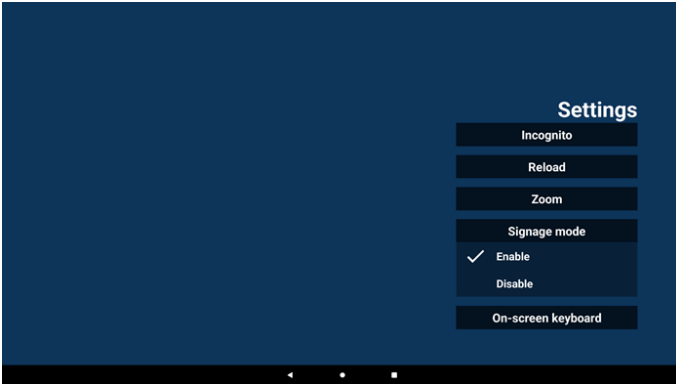 Settings
Incognito
Reload
Zoom
Signage mode
Enable
Disable
On-screen keyboard